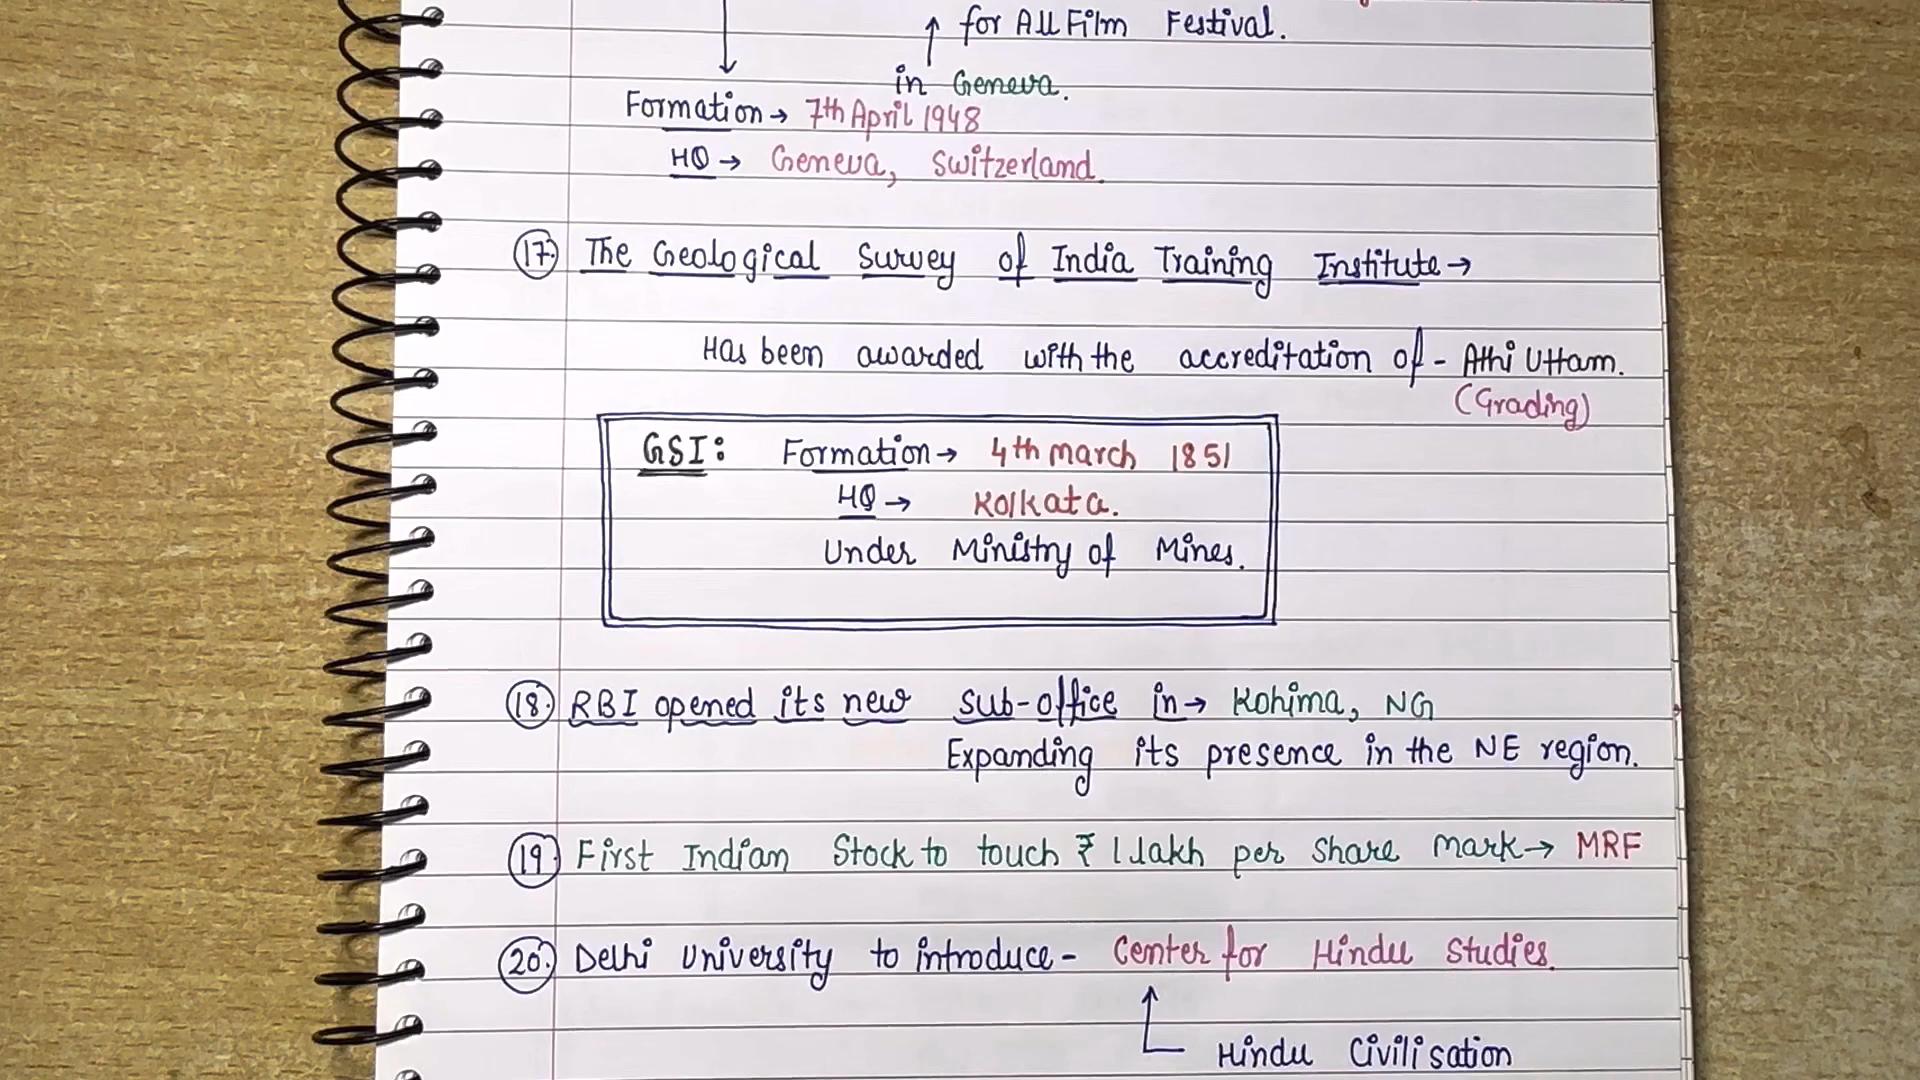 for All Film Festival.
in Geneva.
Formation → 7th April 1948
HQ → Geneva, Switzerland.
17. The Geological Survey of India Training Institute →
Has been awarded with the accreditation of - Athi Uttam.
(Grading)
GSI: Formation → 4th march 1851
HQ → Kolkata.
Under Ministry of Mines.
18. RBI opened its new sub-office in → Kohima, NG
Expanding its presence in the NE region.
19. First Indian Stock to touch ₹ 1 lakh per share mark → MRF
20. Delhi University to introduce - Center for Hindu Studies.
Hindu Civilisation